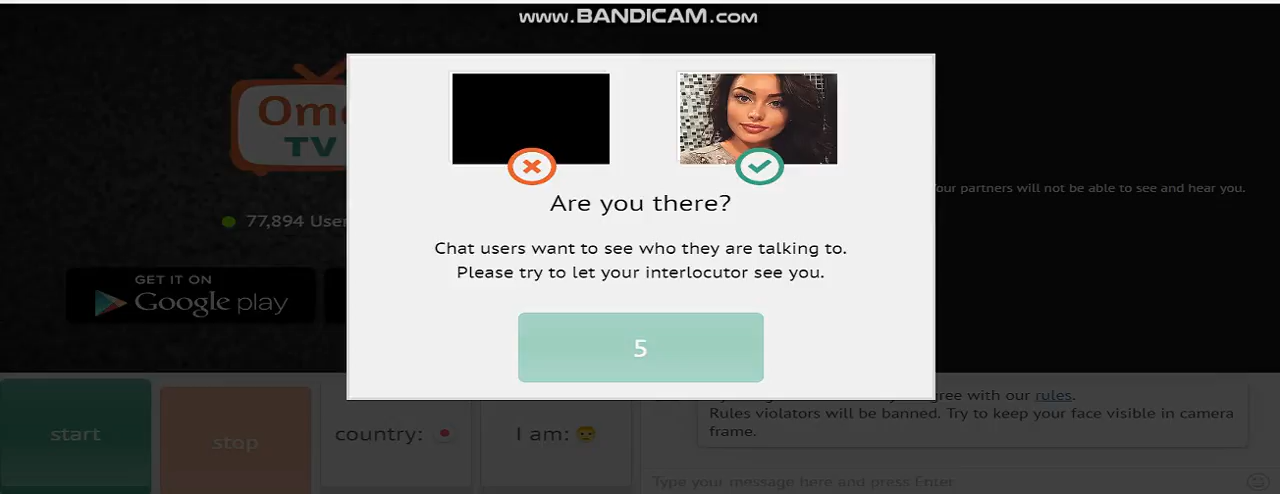 www.BANDICAM.com
Ome
TV
77,894 User
GET IT ON
Google play
Are you there?
Chat users want to see who they are talking to.
Please try to let your interlocutor see you.
5
partners will not be able to see and hear you.
start
stop
country:
I am:
with our rules.
Rules violators will be banned. Try to keep your face visible in camera
frame.
Type your message here and press Enter